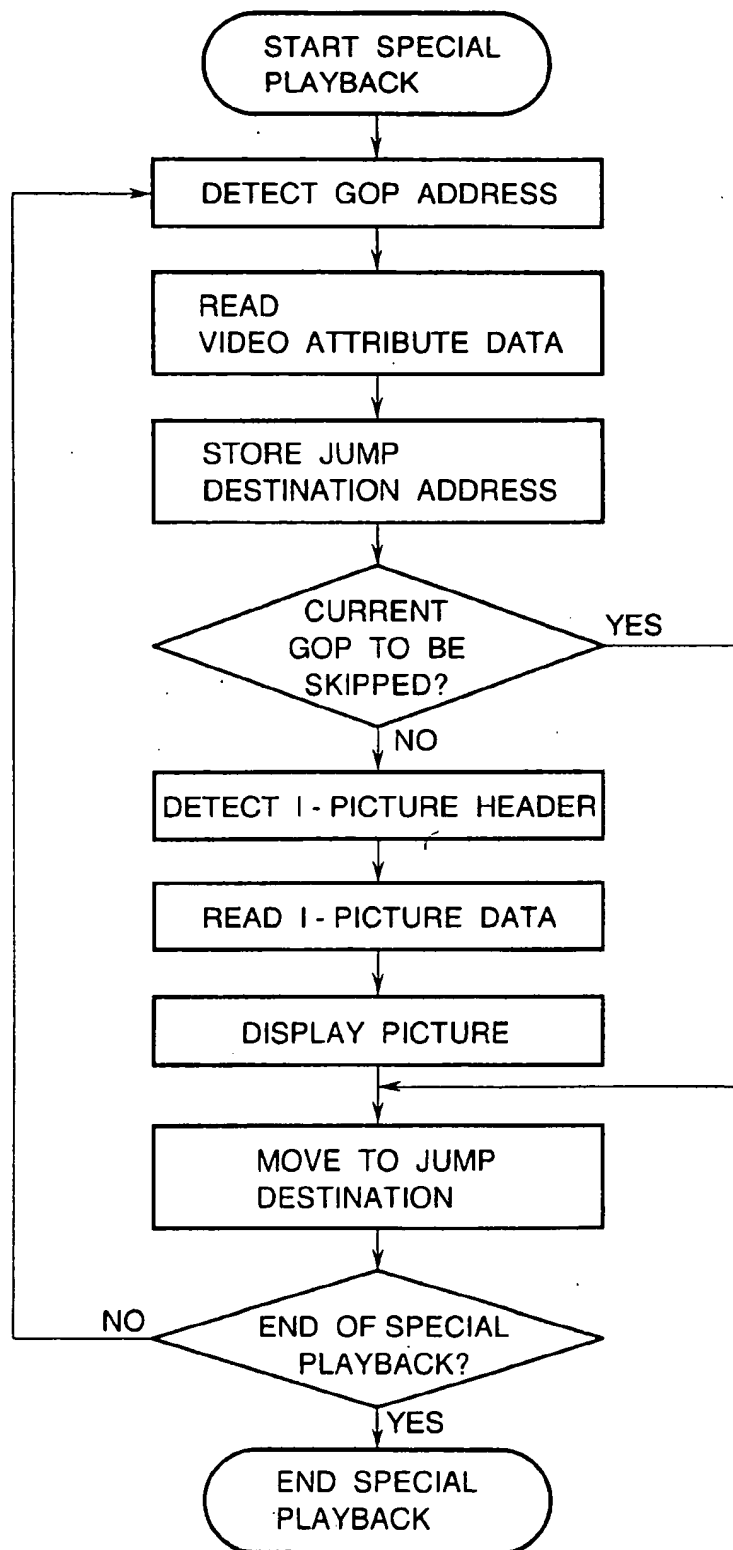 START SPECIAL
PLAYBACK
DETECT GOP ADDRESS
READ
VIDEO ATTRIBUTE DATA
STORE JUMP
DESTINATION ADDRESS
CURRENT
GOP TO BE
SKIPPED?
YES
NO
DETECT I-PICTURE HEADER
READ I-PICTURE DATA
DISPLAY PICTURE
MOVE TO JUMP
DESTINATION
NO
END OF SPECIAL
PLAYBACK?
YES
END SPECIAL
PLAYBACK